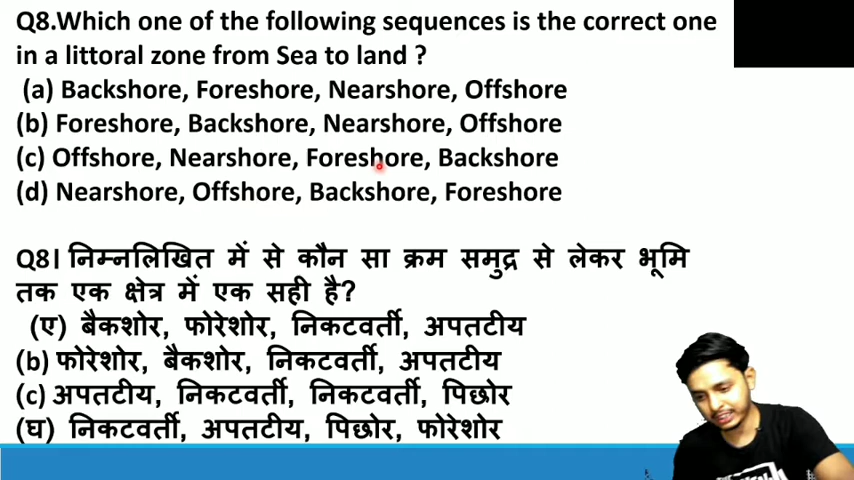 Q8.Which one of the following sequences is the correct one
in a littoral zone from Sea to land ?
(a) Backshore, Foreshore, Nearshore, Offshore
(b) Foreshore, Backshore, Nearshore, Offshore
(c) Offshore, Nearshore, Foreshore, Backshore
(d) Nearshore, Offshore, Backshore, Foreshore
Q8। निम्नलिखित में से कौन सा क्रम समुद्र से लेकर भूमि
तक एक क्षेत्र में एक सही है?
(ए) बैकशोर, फोरेशोर, निकटवर्ती, अपतटीय
(b) फोरेशोर, बैकशोर, निकटवर्ती, अपतटीय
(c) अपतटीय, निकटवर्ती, निकटवर्ती, पिछोर
(घ) निकटवर्ती, अपतटीय, पिछोर, फोरेशोर